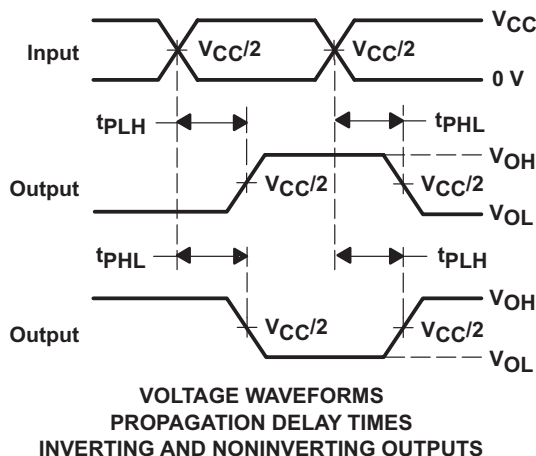 VCC
Input VCC/2 VCC/2
0 V
tPLH tPHL
VOH
Output VCC/2 VCC/2
VOL
tPHL tPLH
VOH
Output VCC/2 VCC/2
VOL
VOLTAGE WAVEFORMS
PROPAGATION DELAY TIMES
INVERTING AND NONINVERTING OUTPUTS